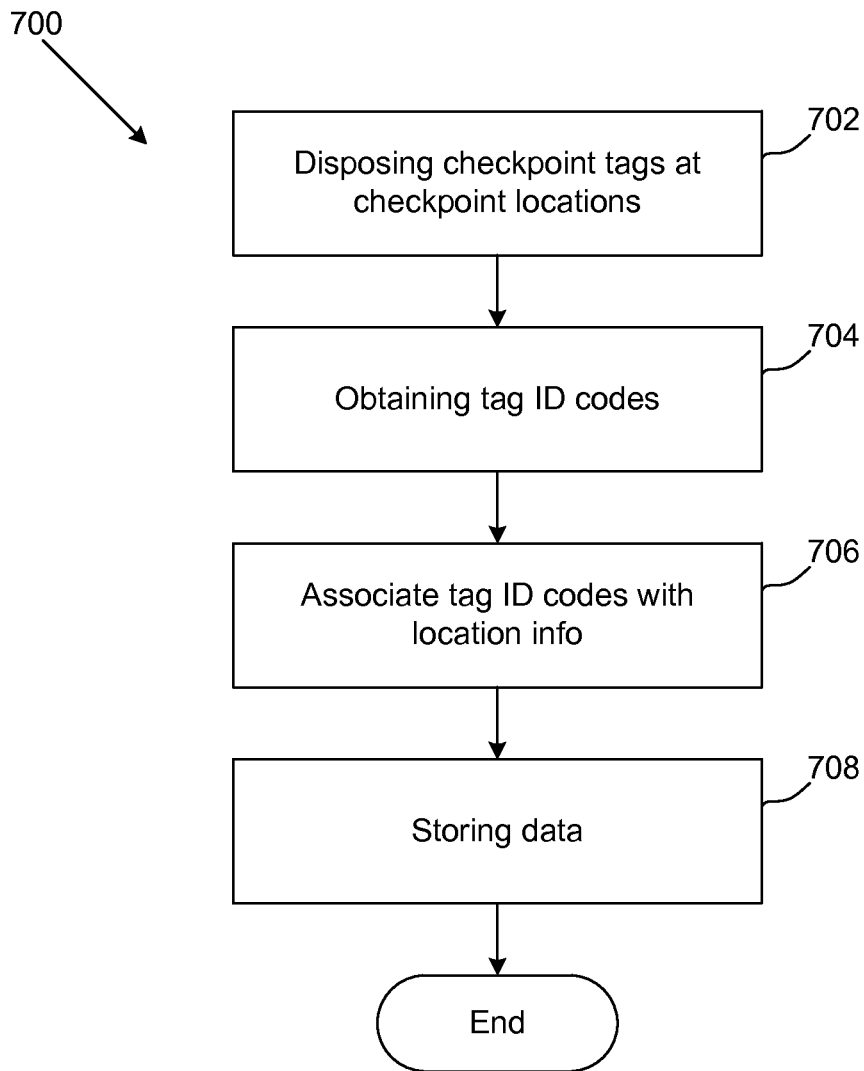 700
702
Disposing checkpoint tags at
checkpoint locations
704
Obtaining tag ID codes
706
Associate tag ID codes with
location info
708
Storing data
End